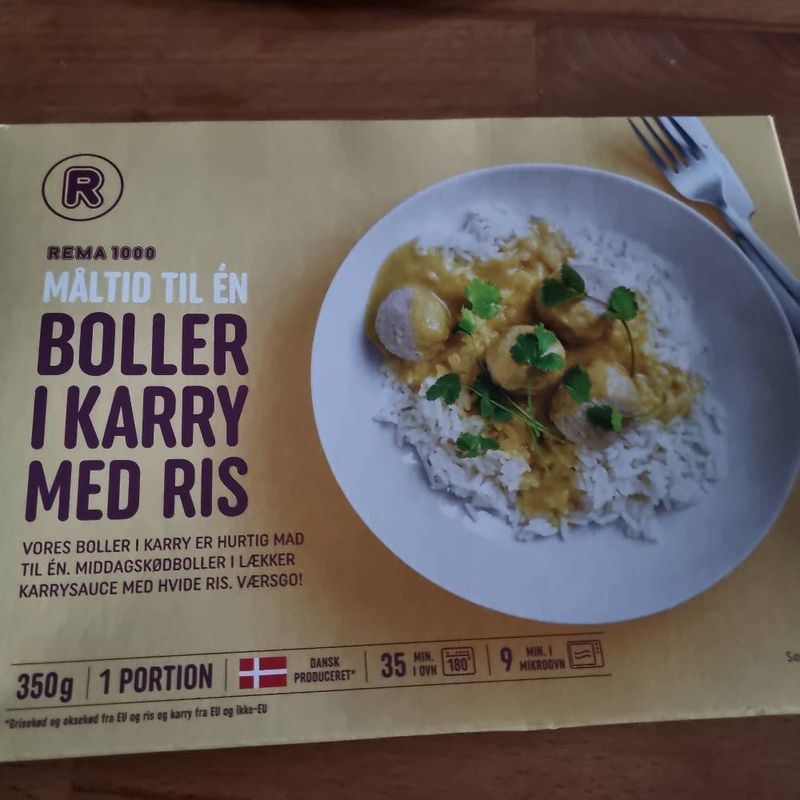 R
REMA 1000
MÅLTID TIL ÉN
BOLLER
I KARRY
MED RIS
VORES BOLLER I KARRY ER HURTIG MAD
TIL ÉN. MIDDAGSKØDBOLLER I LÆKKER
KARRYSAUCE MED HVIDE RIS. VÆRSGO!
350g | 1 PORTION
DANSK
PRODUCERET*
35 MIN.
I OVN
180°
9 MIN. I
MIKROOVN
*Grisekød og oksekød fra EU og ris og karry fra EU og ikke-EU